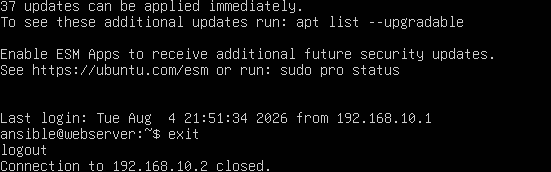 37 updates can be applied immediately.
To see these additional updates run: apt list --upgradable
Enable ESM Apps to receive additional future security updates.
See https://ubuntu.com/esm or run: sudo pro status
Last login: Tue Aug  4 21:51:34 2026 from 192.168.10.1
ansible@webserver:~$ exit
logout
Connection to 192.168.10.2 closed.